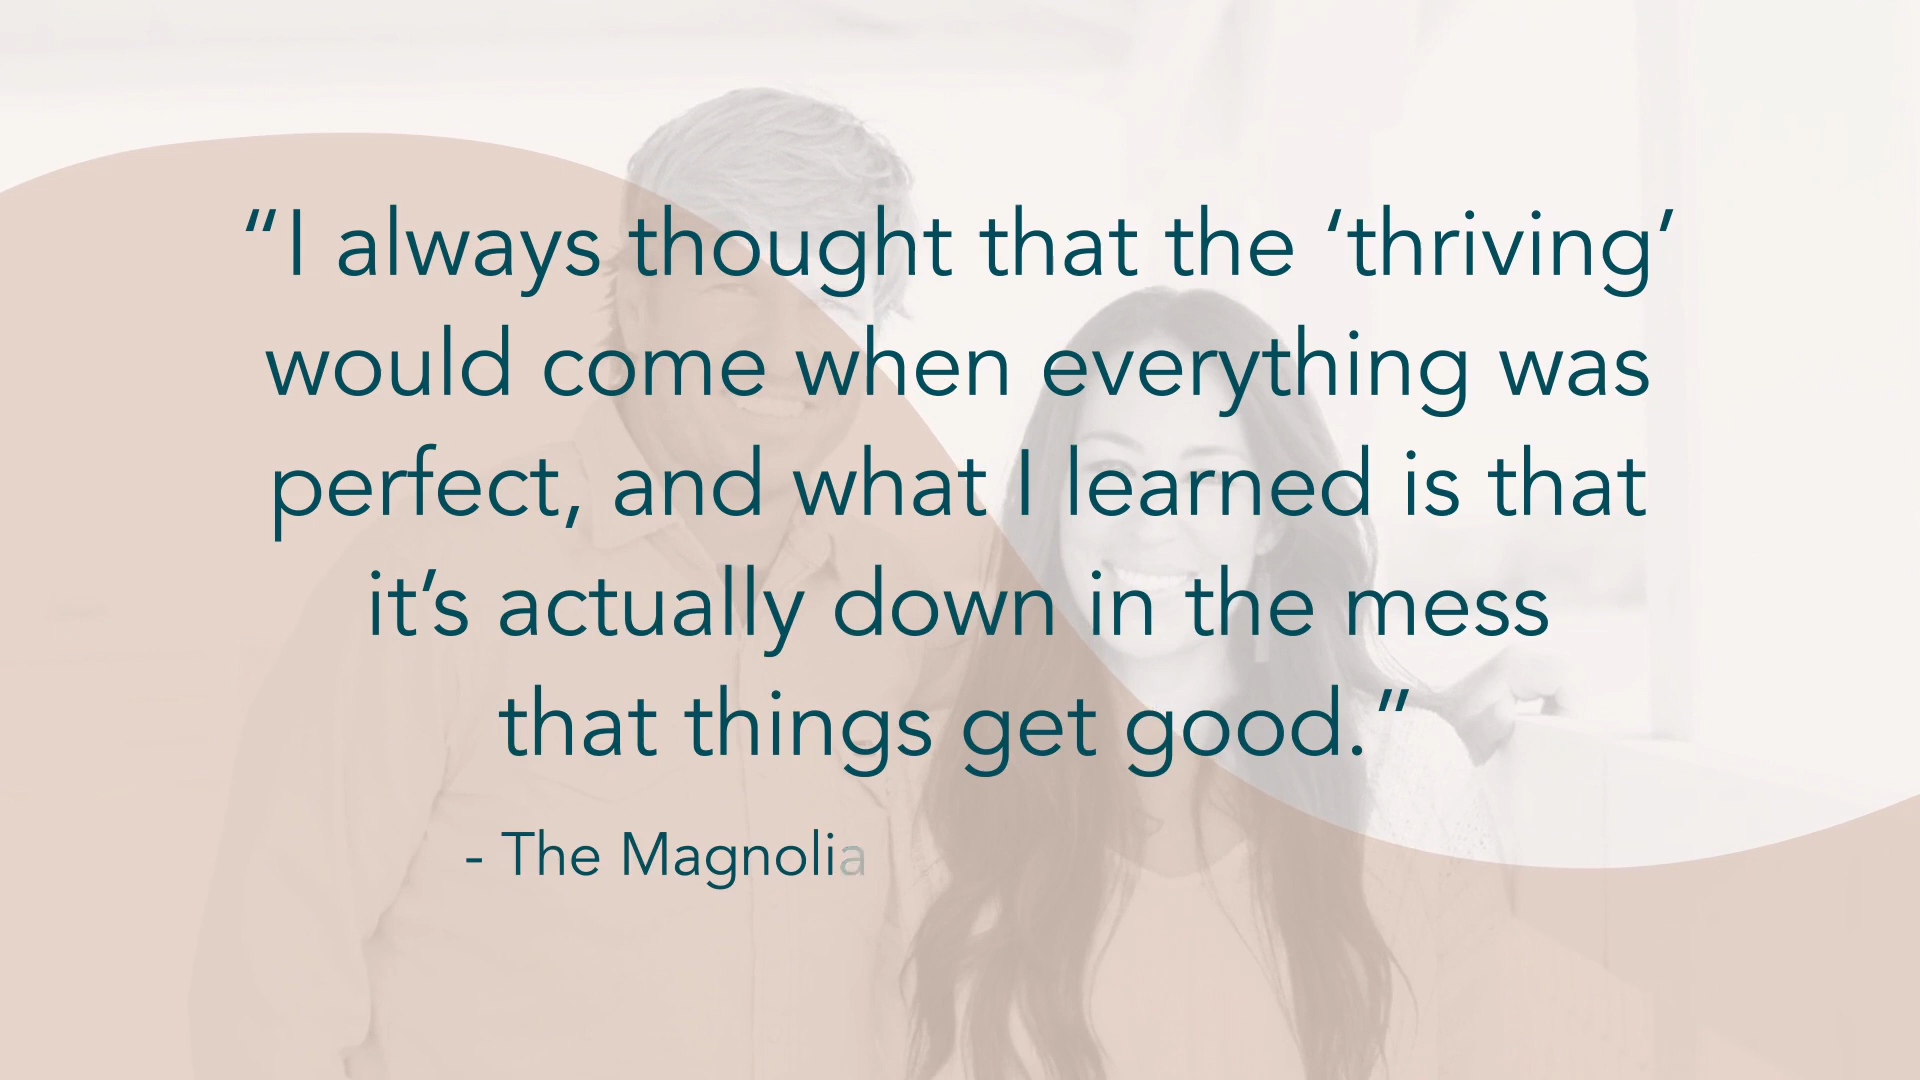 “I always thought that the ‘thriving’
would come when everything was
perfect, and what I learned is that
it’s actually down in the mess
that things get good.”
- The Magnolia